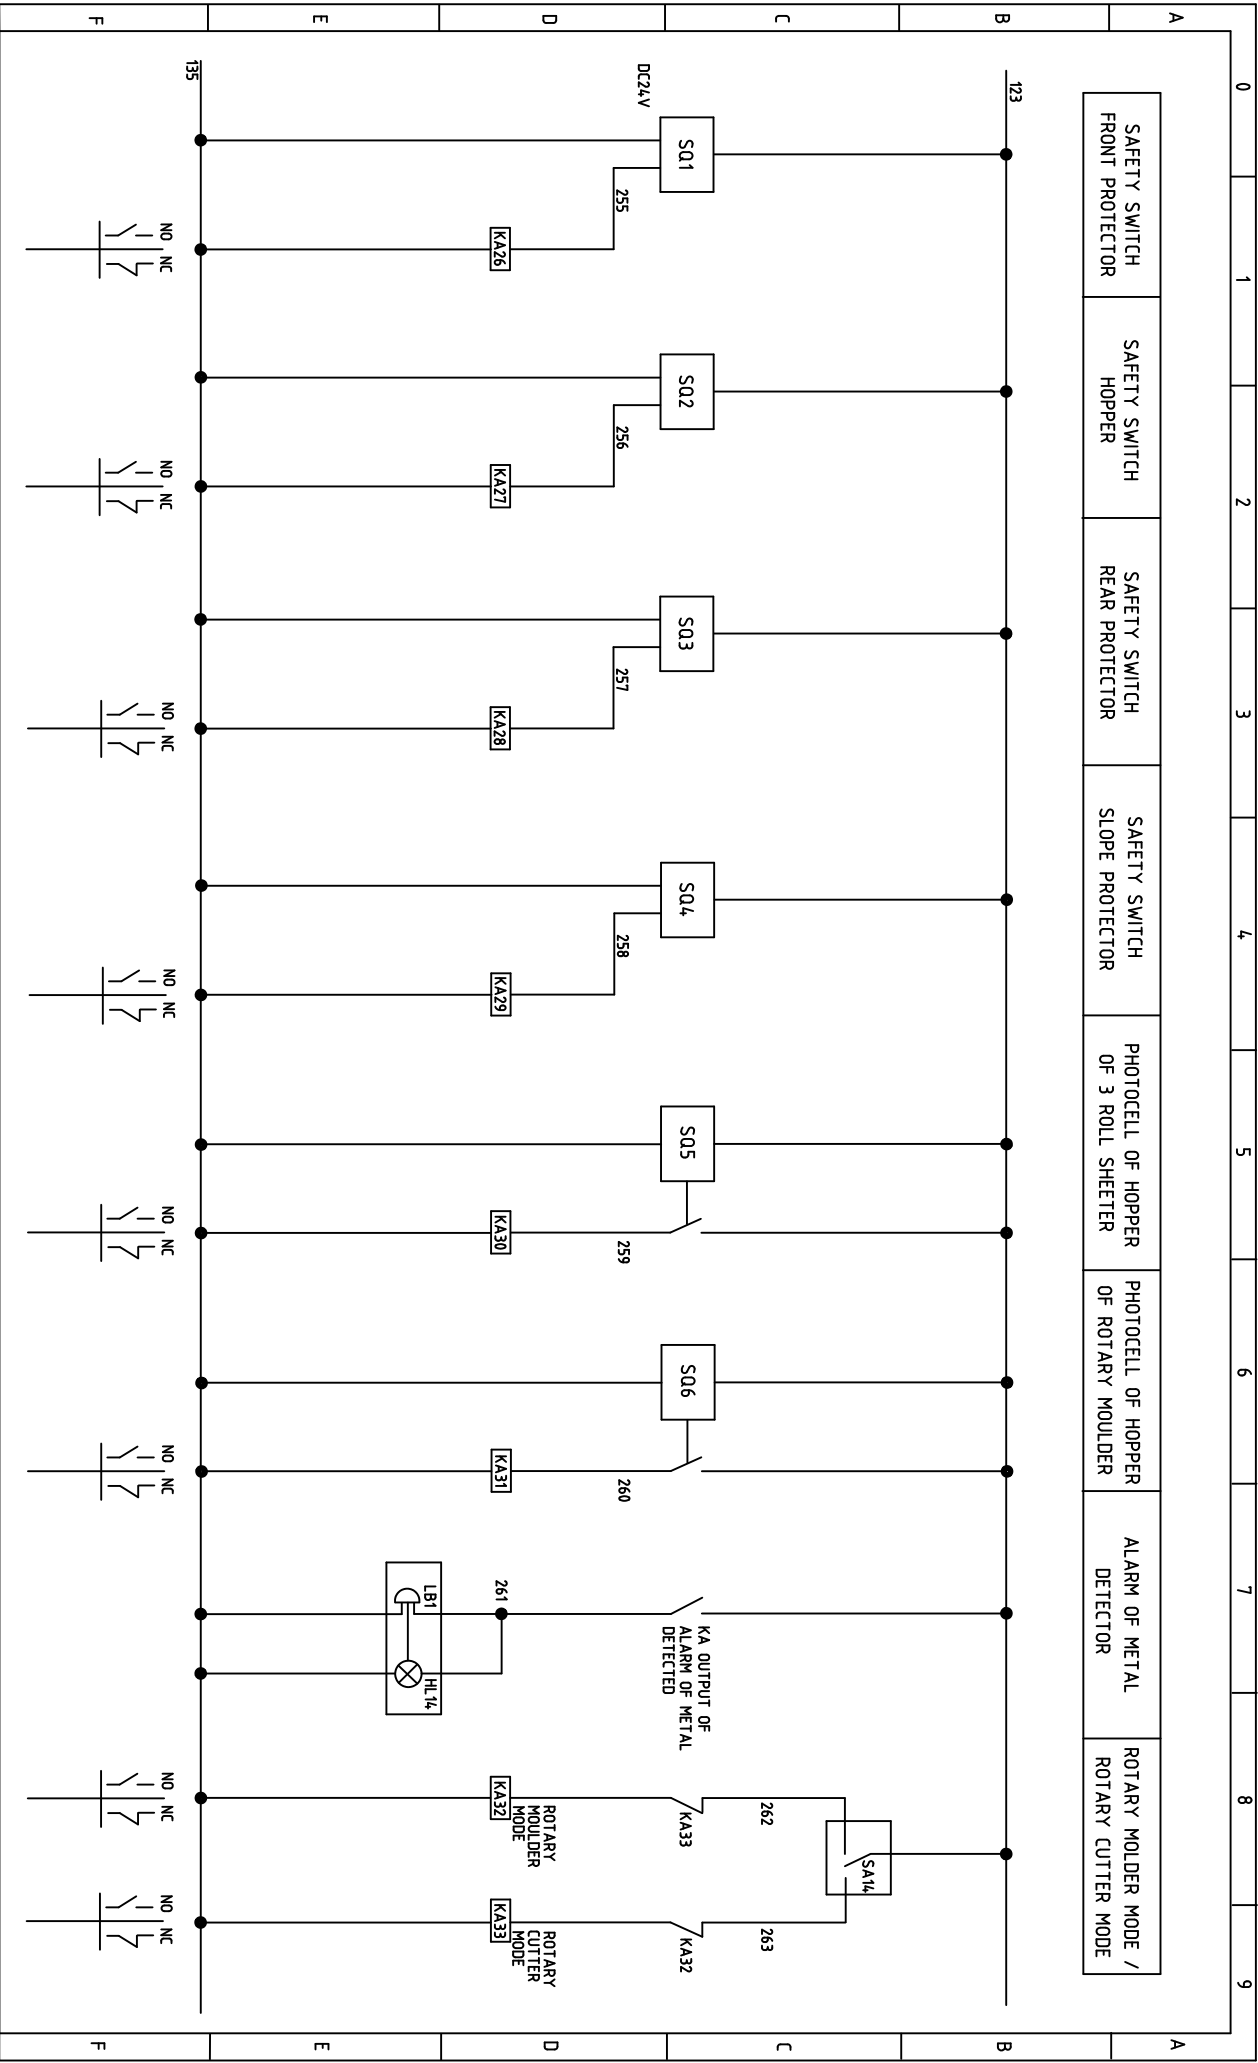 0
1
2
3
4
5
6
7
8
9
A
A
SAFETY SWITCH
FRONT PROTECTOR
SAFETY SWITCH
HOPPER
SAFETY SWITCH
REAR PROTECTOR
SAFETY SWITCH
SLOPE PROTECTOR
PHOTOCELL OF HOPPER
OF 3 ROLL SHEETER
PHOTOCELL OF HOPPER
OF ROTARY MOULDER
ALARM OF METAL
DETECTOR
ROTARY MOLDER MODE /
ROTARY CUTTER MODE
B
B
123
C
C
SA14
262
263
DC24V
SQ1
SQ2
SQ3
SQ4
SQ5
SQ6
KA OUTPUT OF
ALARM OF METAL
DETECTED
KA33
KA32
255
256
257
258
259
260
D
D
261
KA26
KA27
KA28
KA29
KA30
KA31
KA32
ROTARY
MOULDER
MODE
KA33
ROTARY
CUTTER
MODE
LB1
HL14
E
E
135
NO NC
NO NC
NO NC
NO NC
NO NC
NO NC
NO NC
NO NC
F
F